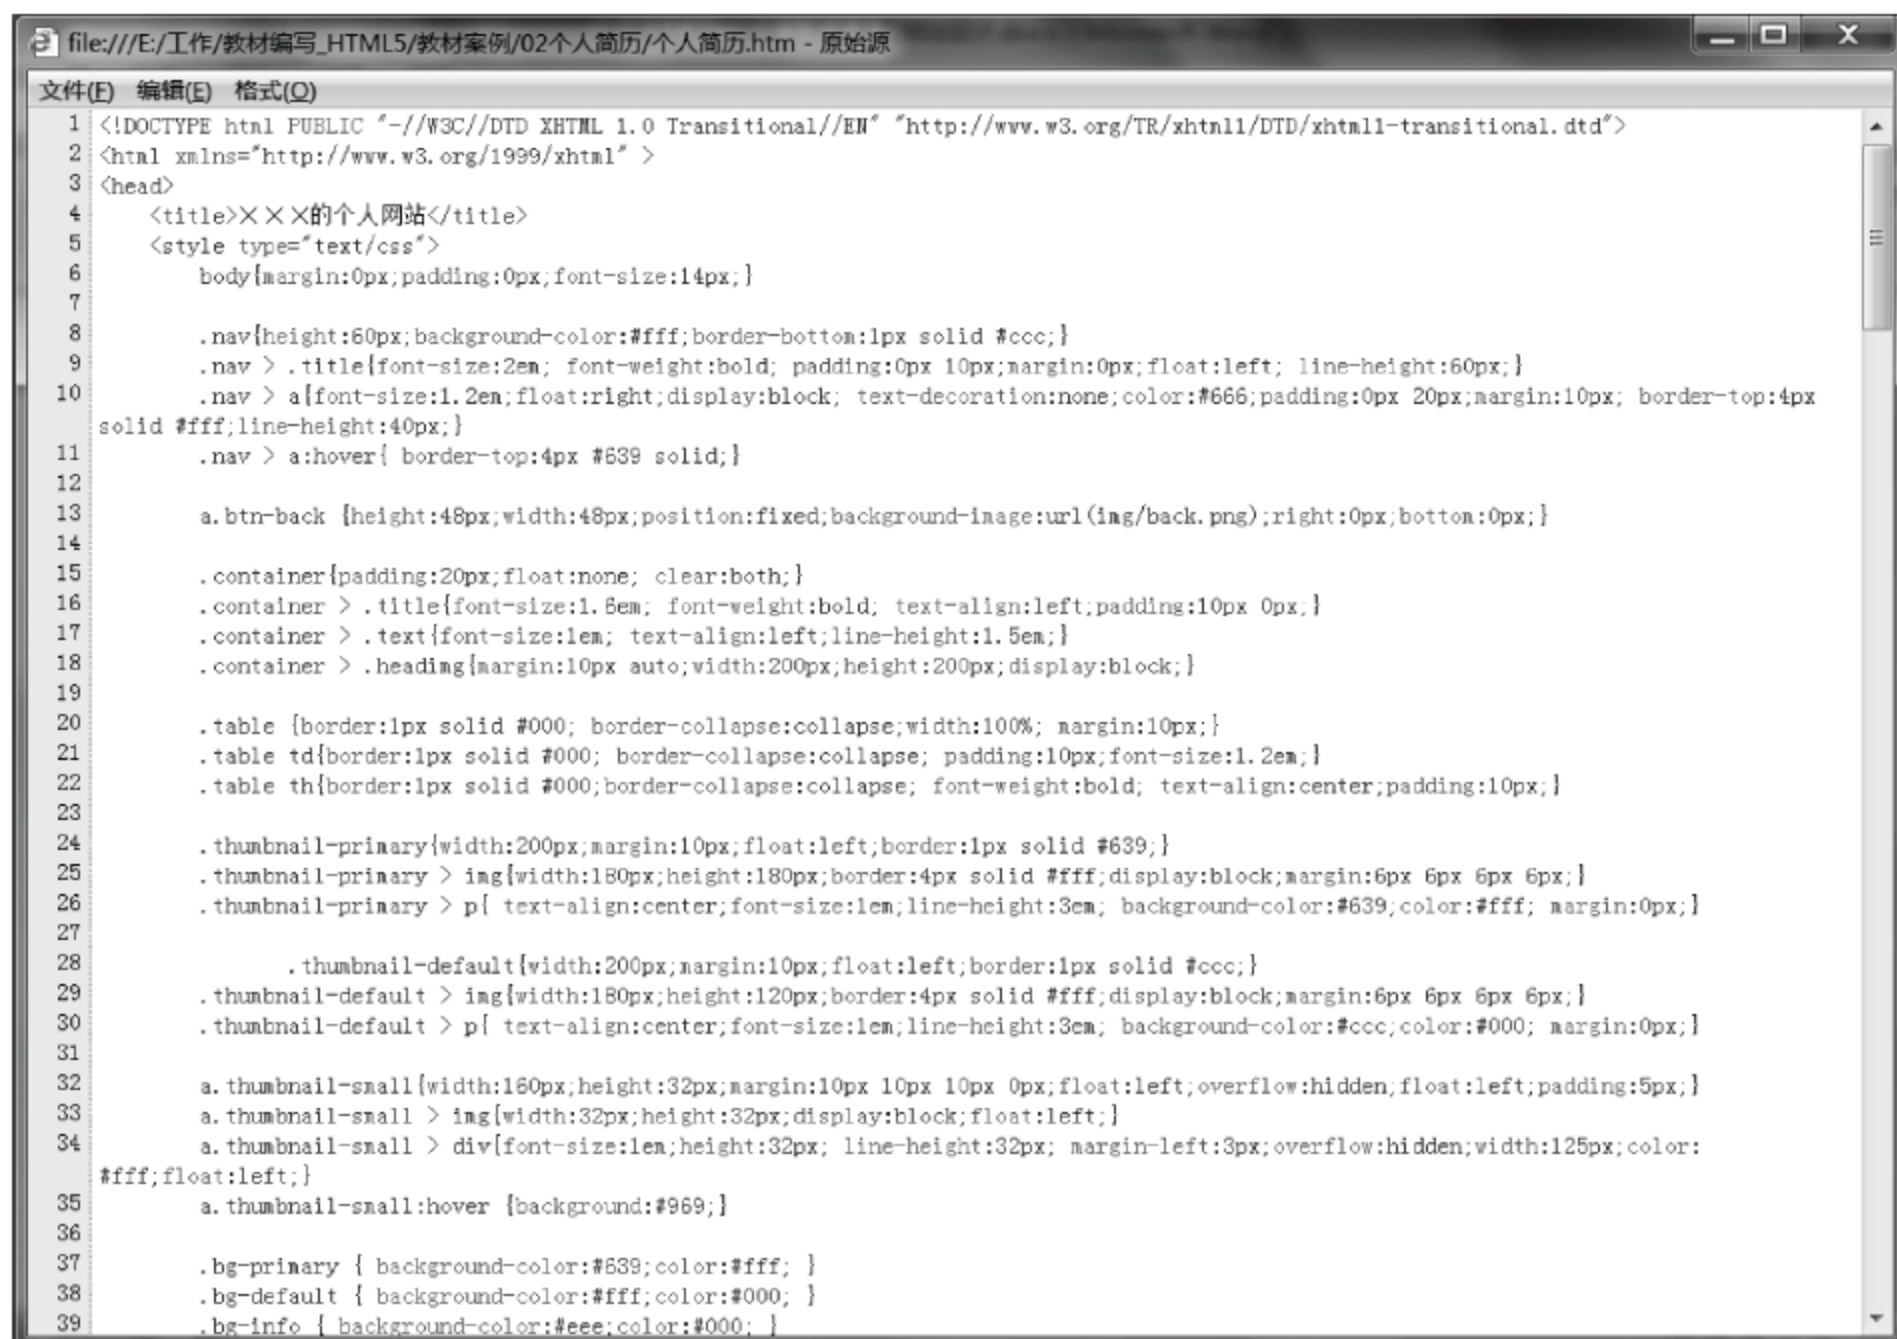 file:///E:/工作/教材编写_HTML5/教材案例/02个人简历/个人简历.htm - 原始源
文件(F) 编辑(E) 格式(O)
1 <!DOCTYPE html PUBLIC "-//W3C//DTD XHTML 1.0 Transitional//EN" "http://www.w3.org/TR/xhtml1/DTD/xhtml1-transitional.dtd">
2 <html xmlns="http://www.w3.org/1999/xhtml" >
3 <head>
4 <title>×××的个人网站</title>
5 <style type="text/css">
6 body{margin:0px;padding:0px;font-size:14px;}
7
8 .nav{height:60px;background-color:#fff;border-bottom:1px solid #ccc;}
9 .nav > .title{font-size:2em; font-weight:bold; padding:0px 10px;margin:0px;float:left; line-height:60px;}
10 .nav > a{font-size:1.2em;float:right;display:block; text-decoration:none;color:#666;padding:0px 20px;margin:10px; border-top:4px
solid #fff;line-height:40px;}
11 .nav > a:hover{ border-top:4px #639 solid;}
12
13 a.btn-back {height:48px;width:48px;position:fixed;background-image:url(img/back.png);right:0px;bottom:0px;}
14
15 .container{padding:20px;float:none; clear:both;}
16 .container > .title{font-size:1.6em; font-weight:bold; text-align:left;padding:10px 0px;}
17 .container > .text{font-size:1em; text-align:left;line-height:1.5em;}
18 .container > .heading{margin:10px auto;width:200px;height:200px;display:block;}
19
20 .table {border:1px solid #000; border-collapse:collapse;width:100%; margin:10px;}
21 .table td{border:1px solid #000; border-collapse:collapse; padding:10px;font-size:1.2em;}
22 .table th{border:1px solid #000;border-collapse:collapse; font-weight:bold; text-align:center;padding:10px;}
23
24 .thumbnail-primary{width:200px;margin:10px;float:left;border:1px solid #639;}
25 .thumbnail-primary > img{width:180px;height:180px;border:4px solid #fff;display:block;margin:6px 6px 6px 6px;}
26 .thumbnail-primary > p{ text-align:center;font-size:1em;line-height:3em; background-color:#639;color:#fff; margin:0px;}
27
28 .thumbnail-default{width:200px;margin:10px;float:left;border:1px solid #ccc;}
29 .thumbnail-default > img{width:180px;height:120px;border:4px solid #fff;display:block;margin:6px 6px 6px 6px;}
30 .thumbnail-default > p{ text-align:center;font-size:1em;line-height:3em; background-color:#ccc;color:#000; margin:0px;}
31
32 a.thumbnail-small{width:160px;height:32px;margin:10px 10px 10px 0px;float:left;overflow:hidden;float:left;padding:5px;}
33 a.thumbnail-small > img{width:32px;height:32px;display:block;float:left;}
34 a.thumbnail-small > div{font-size:1em;height:32px; line-height:32px; margin-left:3px;overflow:hidden;width:125px;color:
#fff;float:left;}
35 a.thumbnail-small:hover {background:#969;}
36
37 .bg-primary { background-color:#639;color:#fff; }
38 .bg-default { background-color:#fff;color:#000; }
39 .bg-info { background-color:#eee;color:#000; }